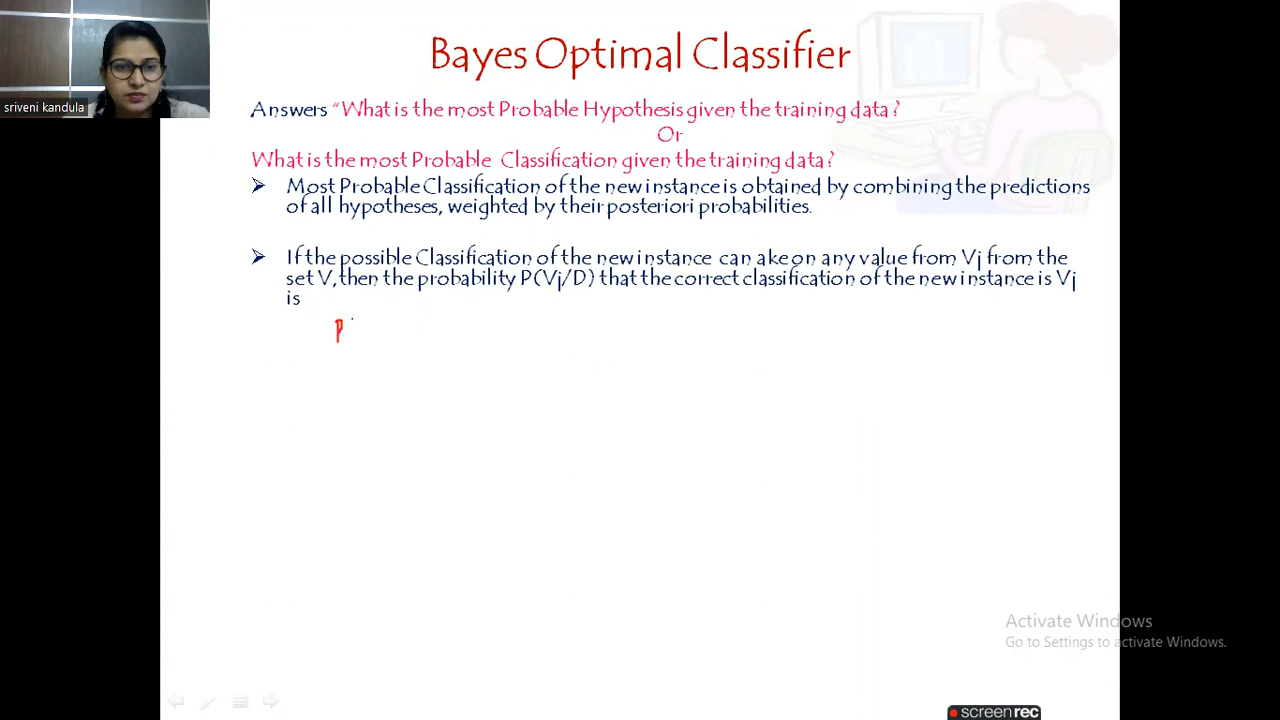 sriveni kandula
Bayes Optimal Classifier
Answers “What is the most Probable Hypothesis given the training data?
Or
What is the most Probable Classification given the training data?
➢ Most Probable Classification of the new instance is obtained by combining the predictions
of all hypotheses, weighted by their posteriori probabilities.
➢ If the possible Classification of the new instance can ake on any value from Vj from the
set V, then the probability P(Vj/D) that the correct classification of the new instance is Vj
is
P
Activate Windows
Go to Settings to activate Windows.
screenrec